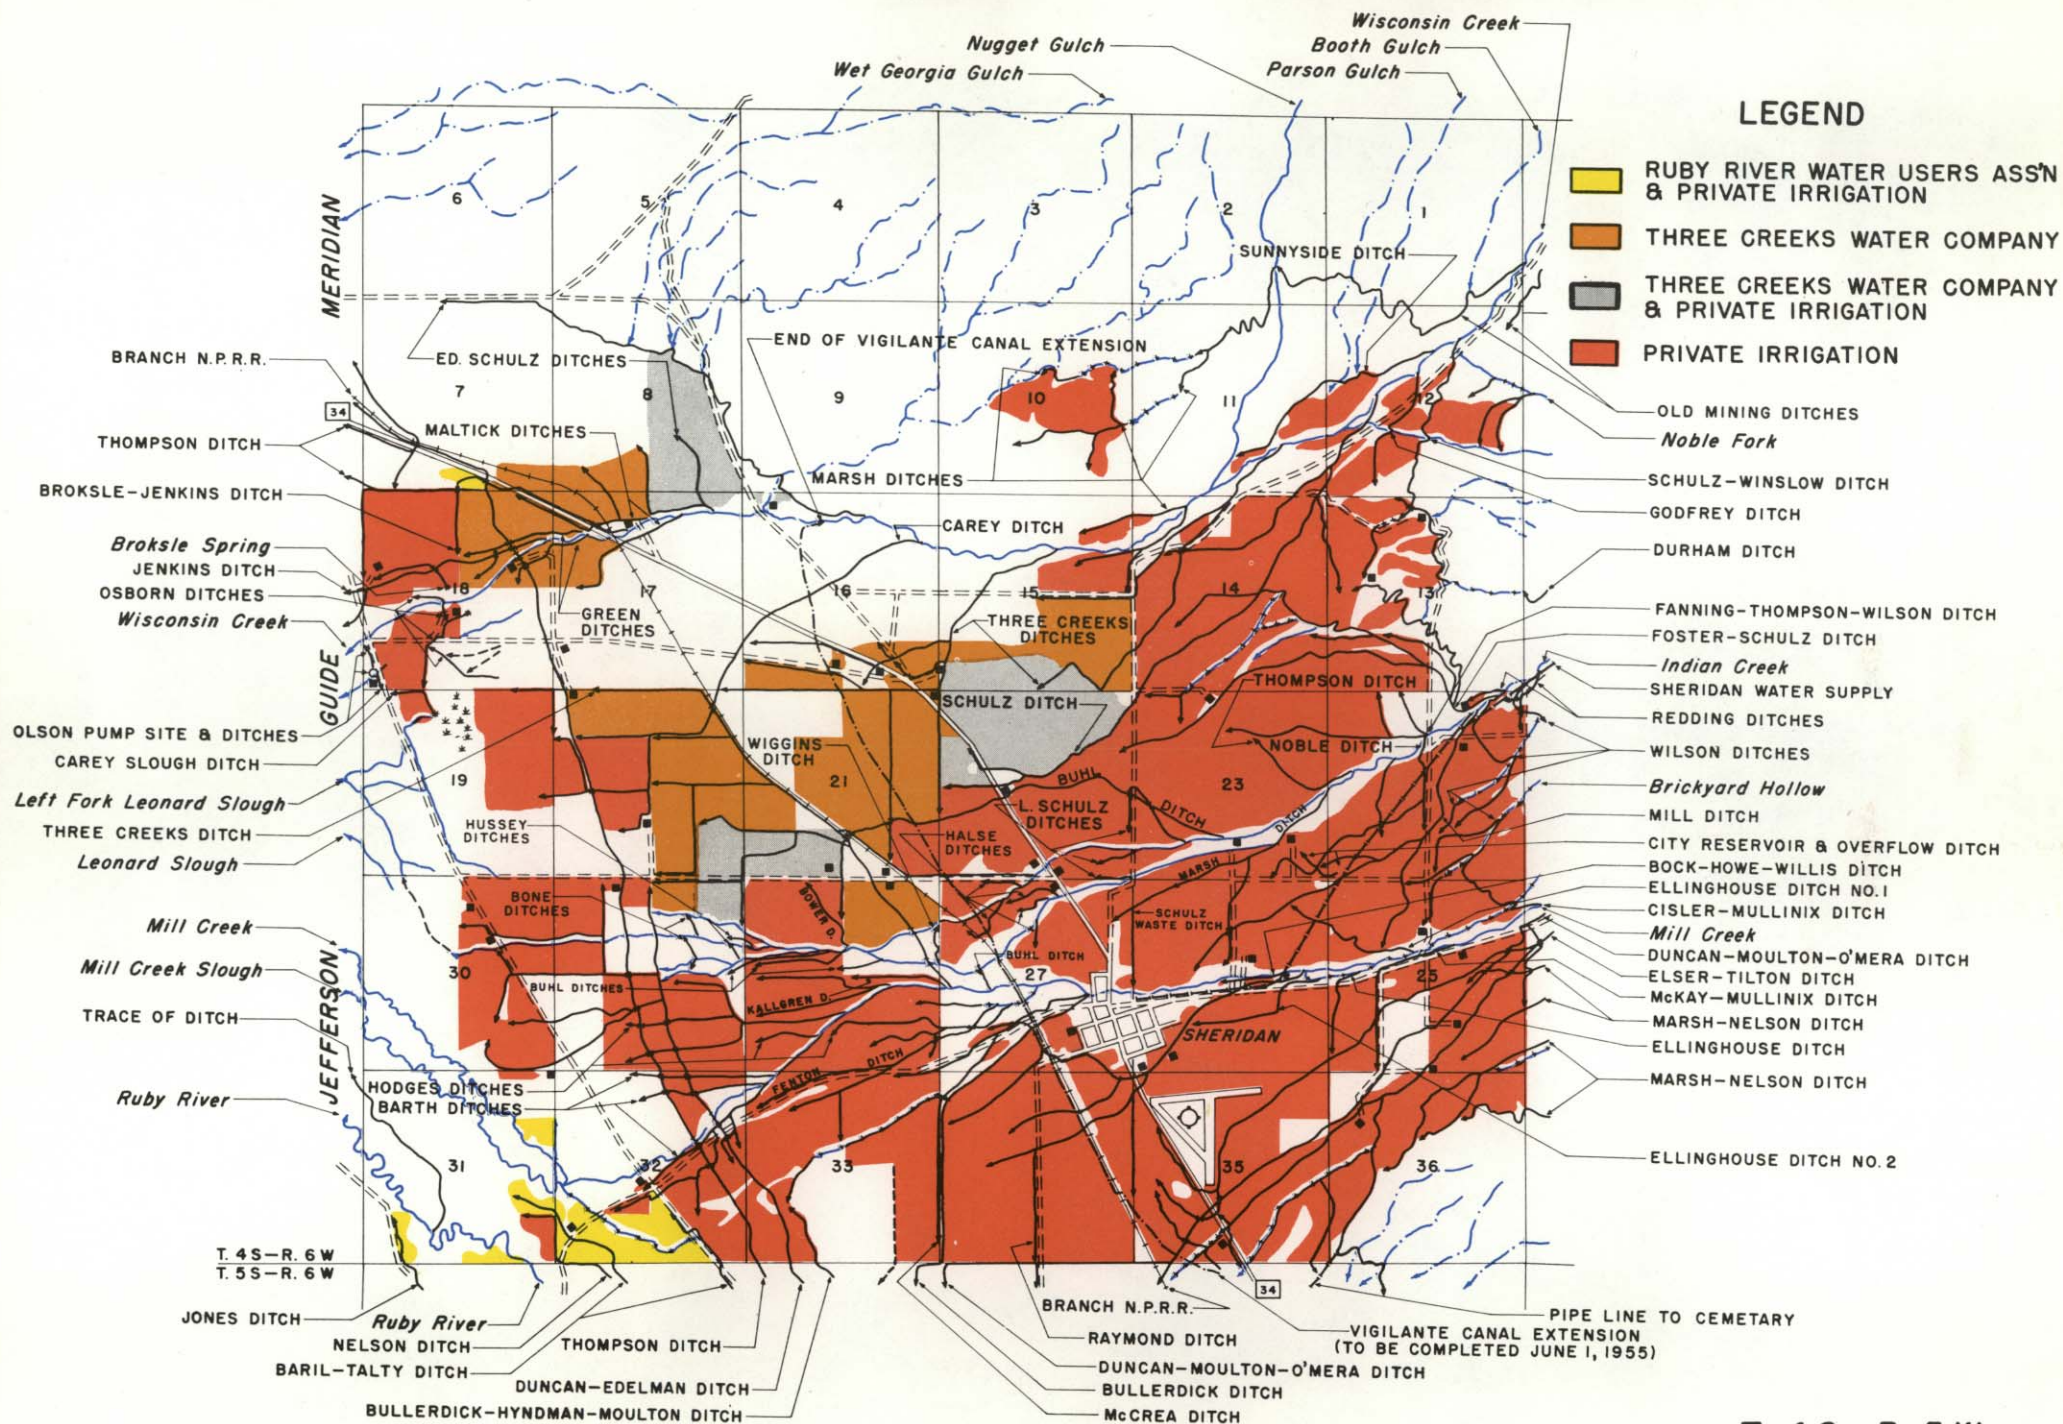 Wisconsin Creek
Booth Gulch
Parson Gulch
Nugget Gulch
Wet Georgia Gulch
LEGEND
RUBY RIVER WATER USERS ASS'N
& PRIVATE IRRIGATION
THREE CREEKS WATER COMPANY
THREE CREEKS WATER COMPANY
& PRIVATE IRRIGATION
PRIVATE IRRIGATION
MERIDIAN
GUIDE
JEFFERSON
6
5
4
3
2
1
SUNNYSIDE DITCH
END OF VIGILANTE CANAL EXTENSION
BRANCH N.P.R.R.
34
ED. SCHULZ DITCHES
7
8
9
10
11
12
MALTICK DITCHES
THOMPSON DITCH
BROKSLE-JENKINS DITCH
Broksle Spring
JENKINS DITCH
OSBORN DITCHES
Wisconsin Creek
MARSH DITCHES
CAREY DITCH
18
17
16
15
14
13
GREEN
DITCHES
THREE CREEKS
DITCHES
OLD MINING DITCHES
Noble Fork
SCHULZ-WINSLOW DITCH
GODFREY DITCH
DURHAM DITCH
FANNING-THOMPSON-WILSON DITCH
FOSTER-SCHULZ DITCH
Indian Creek
SHERIDAN WATER SUPPLY
REDDING DITCHES
WILSON DITCHES
Brickyard Hollow
MILL DITCH
CITY RESERVOIR & OVERFLOW DITCH
BOCK-HOWE-WILLIS DITCH
ELLINGHOUSE DITCH NO. 1
CISLER-MULLINIX DITCH
Mill Creek
DUNCAN-MOULTON-O'MERA DITCH
ELSER-TILTON DITCH
McKAY-MULLINIX DITCH
MARSH-NELSON DITCH
ELLINGHOUSE DITCH
MARSH-NELSON DITCH
ELLINGHOUSE DITCH NO. 2
OLSON PUMP SITE & DITCHES
CAREY SLOUGH DITCH
Left Fork Leonard Slough
THREE CREEKS DITCH
Leonard Slough
Mill Creek
Mill Creek Slough
TRACE OF DITCH
Ruby River
SCHULZ DITCH
THOMPSON DITCH
NOBLE DITCH
WIGGINS
DITCH
19
21
23
BUHL
DITCH
L. SCHULZ
DITCHES
DITCH
MARSH
HUSSEY
DITCHES
HALSE
DITCHES
BONE
DITCHES
BOWER D.
SCHULZ
WASTE DITCH
BUHL DITCH
30
27
25
BUHL DITCHES
KALLGREN D.
SHERIDAN
FENTON DITCH
HODGES DITCHES
BARTH DITCHES
31
32
33
35
36
T. 4S-R. 6W
T. 5S-R. 6W
34
JONES DITCH
Ruby River
NELSON DITCH
BARIL-TALTY DITCH
THOMPSON DITCH
DUNCAN-EDELMAN DITCH
BULLERDICK-HYNDMAN-MOULTON DITCH
BRANCH N.P.R.R.
RAYMOND DITCH
DUNCAN-MOULTON-O'MERA DITCH
BULLERDICK DITCH
McCREA DITCH
PIPE LINE TO CEMETARY
VIGILANTE CANAL EXTENSION
(TO BE COMPLETED JUNE 1, 1955)